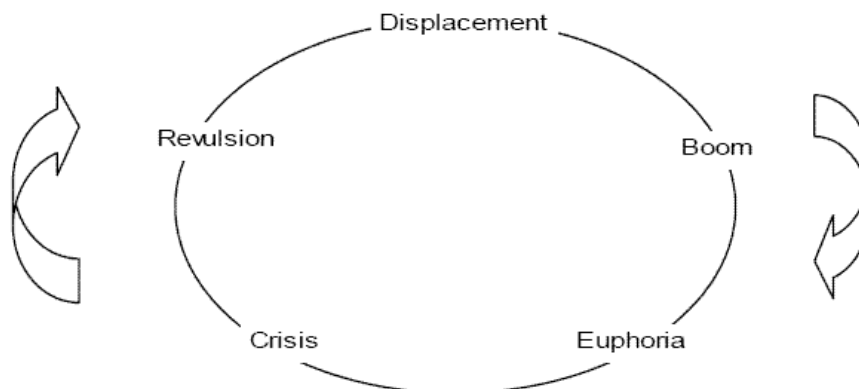 Displacement
Revulsion
Boom
Crisis
Euphoria